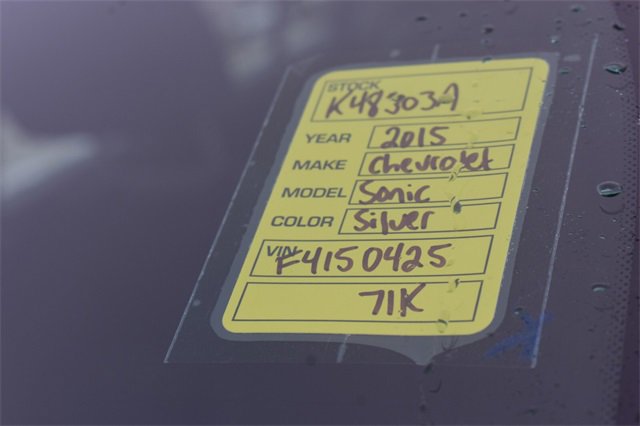 STOCK
K48303A
YEAR 2015
MAKE Chevrolet
MODEL Sonic
COLOR Silver
VIN F4150425
71K